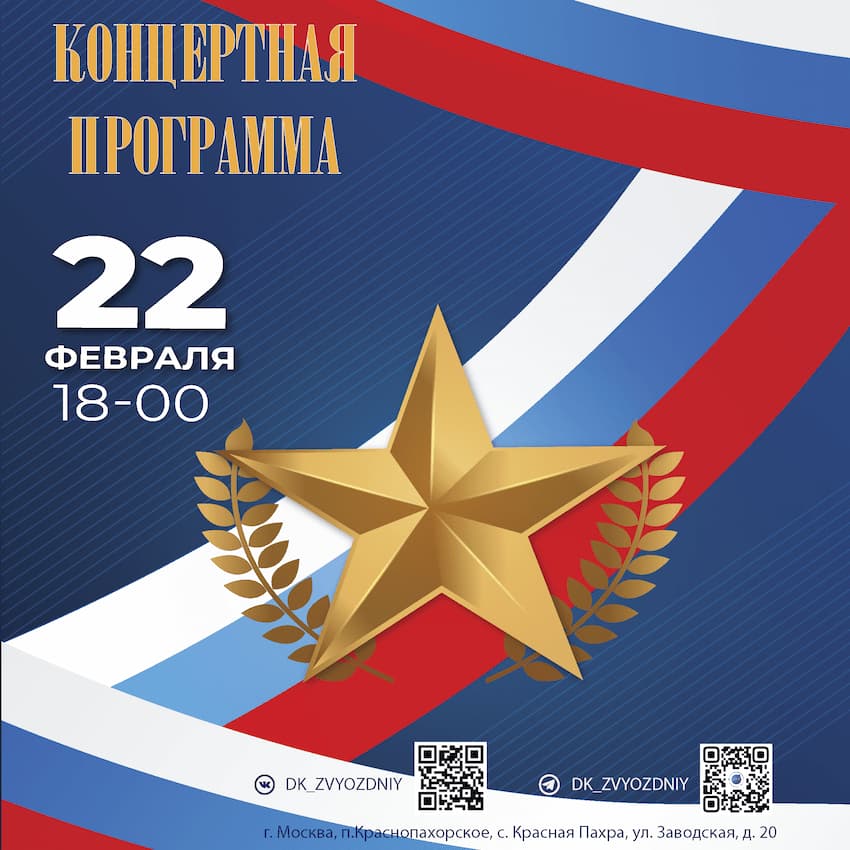 КОНЦЕРТНАЯ
ПРОГРАММА
22
ФЕВРАЛЯ
18-00
DK_ZVYOZDNIY DK_ZVYOZDNIY
г. Москва, п.Краснопахорское, с. Красная Пахра, ул. Заводская, д. 20